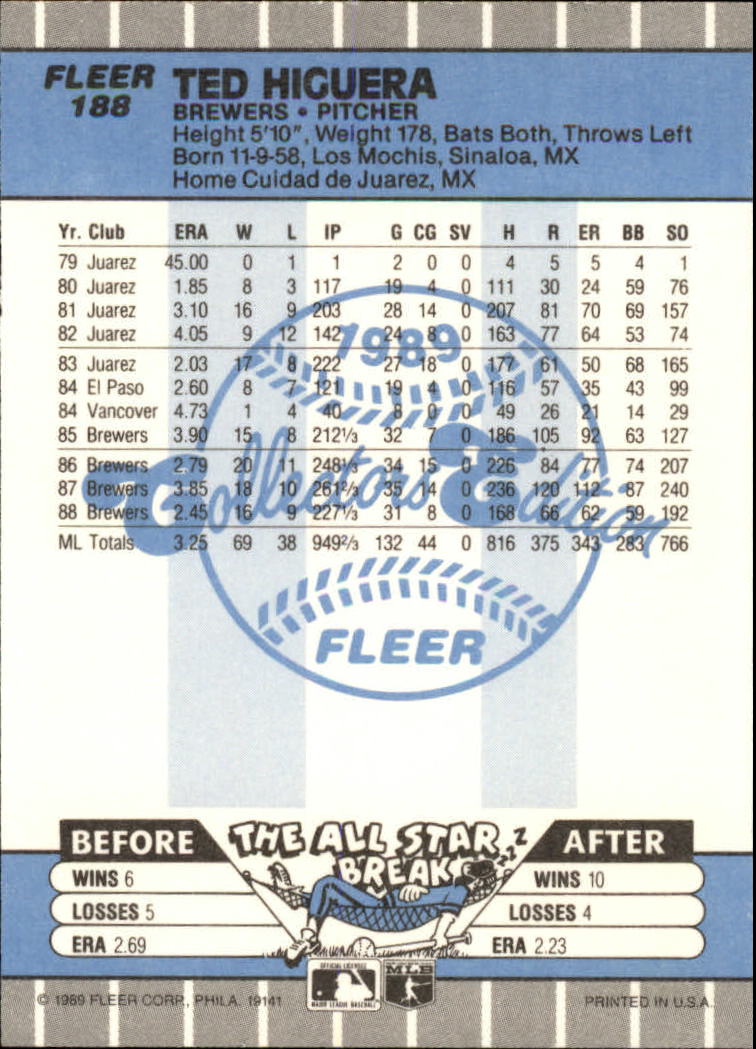 FLEER
188
TED HIGUERA
BREWERS • PITCHER
Height 5'10", Weight 178, Bats Both, Throws Left
Born 11-9-58, Los Mochis, Sinaloa, MX
Home Cuidad de Juarez, MX
Yr. Club ERA W L IP G CG SV H R ER BB SO
79 Juarez 45.00 0 1 1 2 0 0 4 5 5 4 1
80 Juarez 1.85 8 3 117 19 4 0 111 30 24 59 76
81 Juarez 3.10 16 9 203 28 14 0 207 81 70 69 157
82 Juarez 4.05 9 12 142 24 8 0 163 77 64 53 74
83 Juarez 2.03 17 8 222 27 18 0 177 61 50 68 165
84 El Paso 2.60 8 7 121 19 4 0 116 57 35 43 99
84 Vancover 4.73 1 4 40 8 0 0 49 26 21 14 29
85 Brewers 3.90 15 8 212⅓ 32 7 0 186 105 92 63 127
86 Brewers 2.79 20 11 248⅓ 34 15 0 226 84 77 74 207
87 Brewers 3.85 18 10 261⅔ 35 14 0 236 120 112 87 240
88 Brewers 2.45 16 9 227⅓ 31 8 0 168 66 62 59 192
ML Totals 3.25 69 38 949⅔ 132 44 0 816 375 343 283 766
1989
Collectors' Edition
FLEER
BEFORE THE ALL STAR BREAK AFTER
ZZZ
WINS 6 WINS 10
LOSSES 5 LOSSES 4
ERA 2.69 ERA 2.23
OFFICIAL LICENSEE
MAJOR LEAGUE BASEBALL
MLB
© 1989 FLEER CORP., PHILA. 19141 PRINTED IN U.S.A.